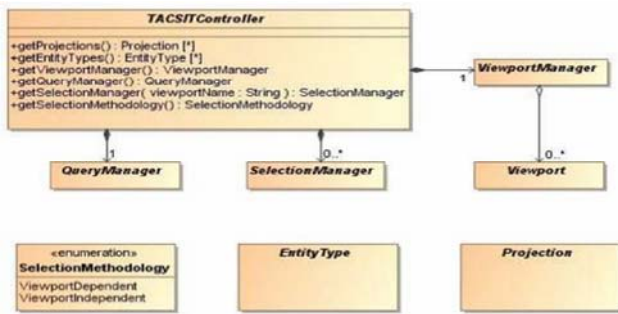 TACSITController
+getProjections() : Projection [*]
+getEntityTypes() : EntityType [*]
+getViewportManager() : ViewportManager
+getQueryManager() : QueryManager
+getSelectionManager( viewportName : String ) : SelectionManager
+getSelectionMethodology() : SelectionMethodology
1
ViewportManager
1
0..*
0..*
QueryManager
SelectionManager
Viewport
«enumeration»
SelectionMethodology
ViewportDependent
ViewportIndependent
EntityType
Projection